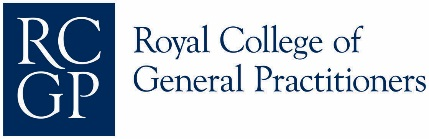 RC
GP
Royal College of
General Practitioners